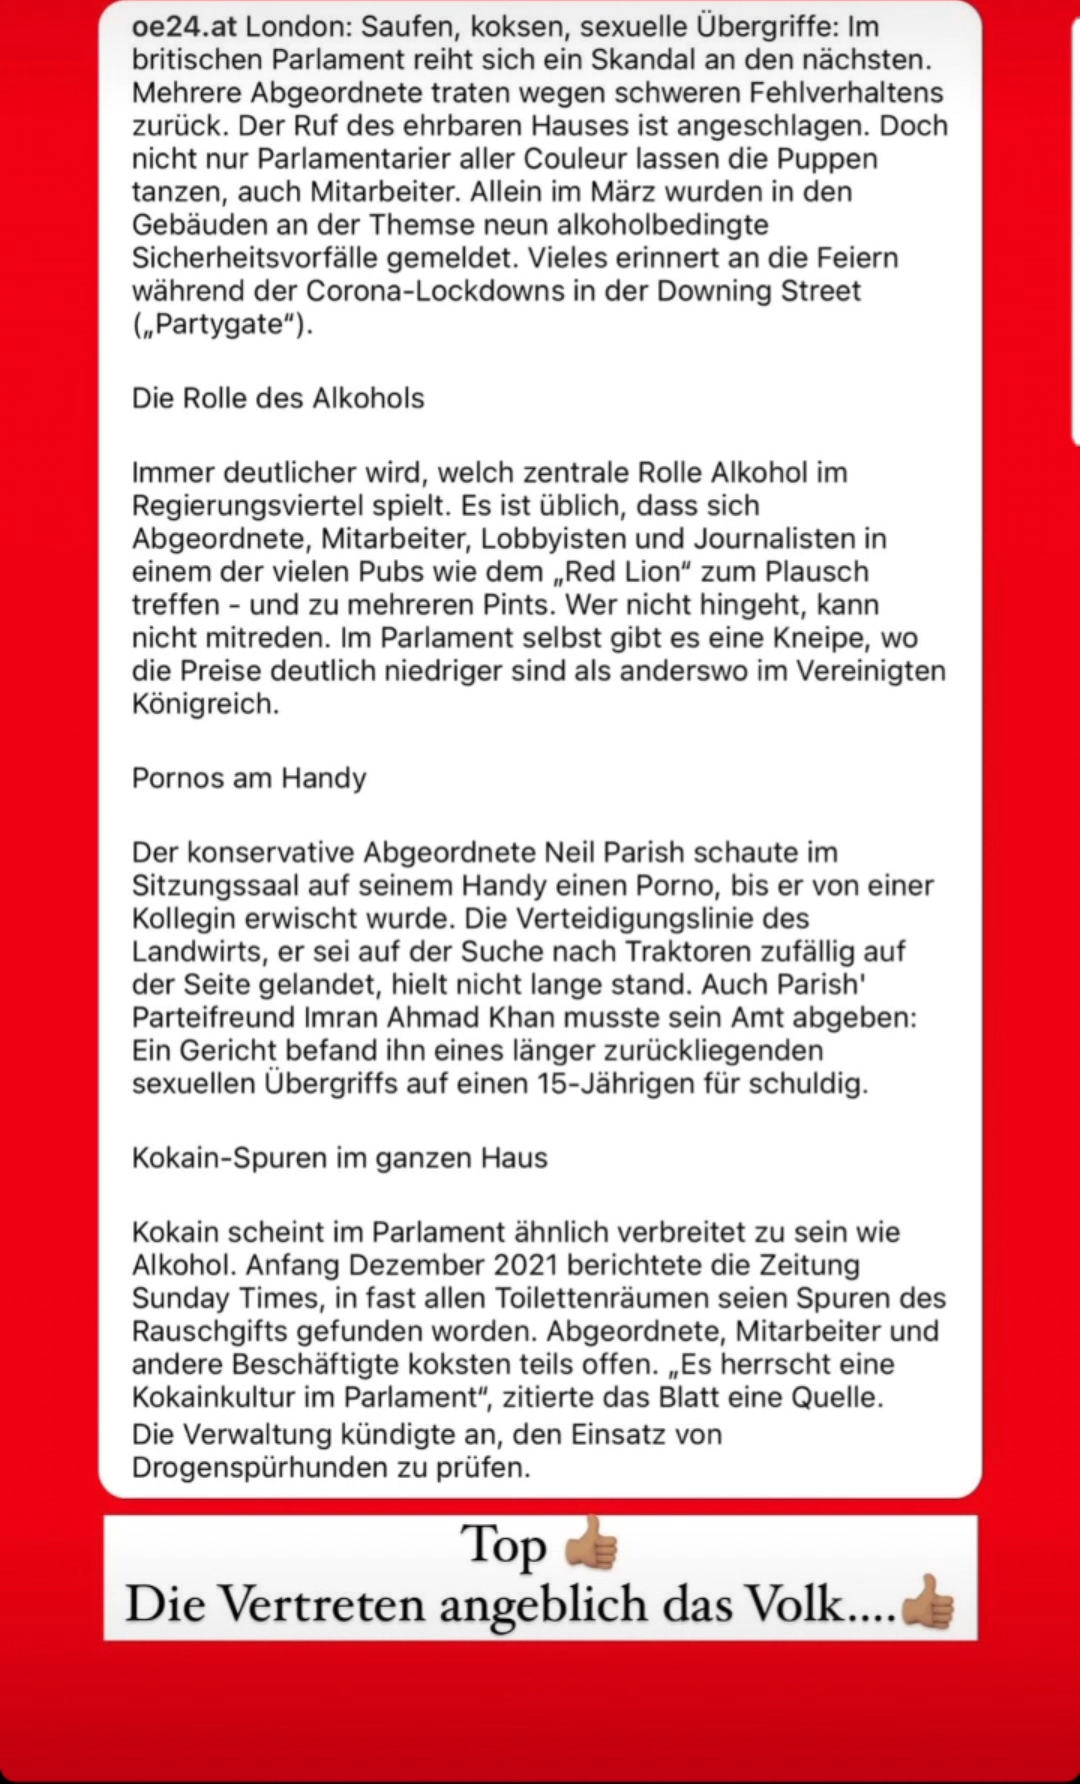 oe24.at London: Saufen, koksen, sexuelle Übergriffe: Im
britischen Parlament reiht sich ein Skandal an den nächsten.
Mehrere Abgeordnete traten wegen schweren Fehlverhaltens
zurück. Der Ruf des ehrbaren Hauses ist angeschlagen. Doch
nicht nur Parlamentarier aller Couleur lassen die Puppen
tanzen, auch Mitarbeiter. Allein im März wurden in den
Gebäuden an der Themse neun alkoholbedingte
Sicherheitsvorfälle gemeldet. Vieles erinnert an die Feiern
während der Corona-Lockdowns in der Downing Street
(„Partygate“).
Die Rolle des Alkohols
Immer deutlicher wird, welch zentrale Rolle Alkohol im
Regierungsviertel spielt. Es ist üblich, dass sich
Abgeordnete, Mitarbeiter, Lobbyisten und Journalisten in
einem der vielen Pubs wie dem „Red Lion“ zum Plausch
treffen - und zu mehreren Pints. Wer nicht hingeht, kann
nicht mitreden. Im Parlament selbst gibt es eine Kneipe, wo
die Preise deutlich niedriger sind als anderswo im Vereinigten
Königreich.
Pornos am Handy
Der konservative Abgeordnete Neil Parish schaute im
Sitzungssaal auf seinem Handy einen Porno, bis er von einer
Kollegin erwischt wurde. Die Verteidigungslinie des
Landwirts, er sei auf der Suche nach Traktoren zufällig auf
der Seite gelandet, hielt nicht lange stand. Auch Parish'
Parteifreund Imran Ahmad Khan musste sein Amt abgeben:
Ein Gericht befand ihn eines länger zurückliegenden
sexuellen Übergriffs auf einen 15-Jährigen für schuldig.
Kokain-Spuren im ganzen Haus
Kokain scheint im Parlament ähnlich verbreitet zu sein wie
Alkohol. Anfang Dezember 2021 berichtete die Zeitung
Sunday Times, in fast allen Toilettenräumen seien Spuren des
Rauschgifts gefunden worden. Abgeordnete, Mitarbeiter und
andere Beschäftigte koksten teils offen. „Es herrscht eine
Kokainkultur im Parlament“, zitierte das Blatt eine Quelle.
Die Verwaltung kündigte an, den Einsatz von
Drogenspürhunden zu prüfen.
Top 👍🏽
Die Vertreten angeblich das Volk....👍🏽